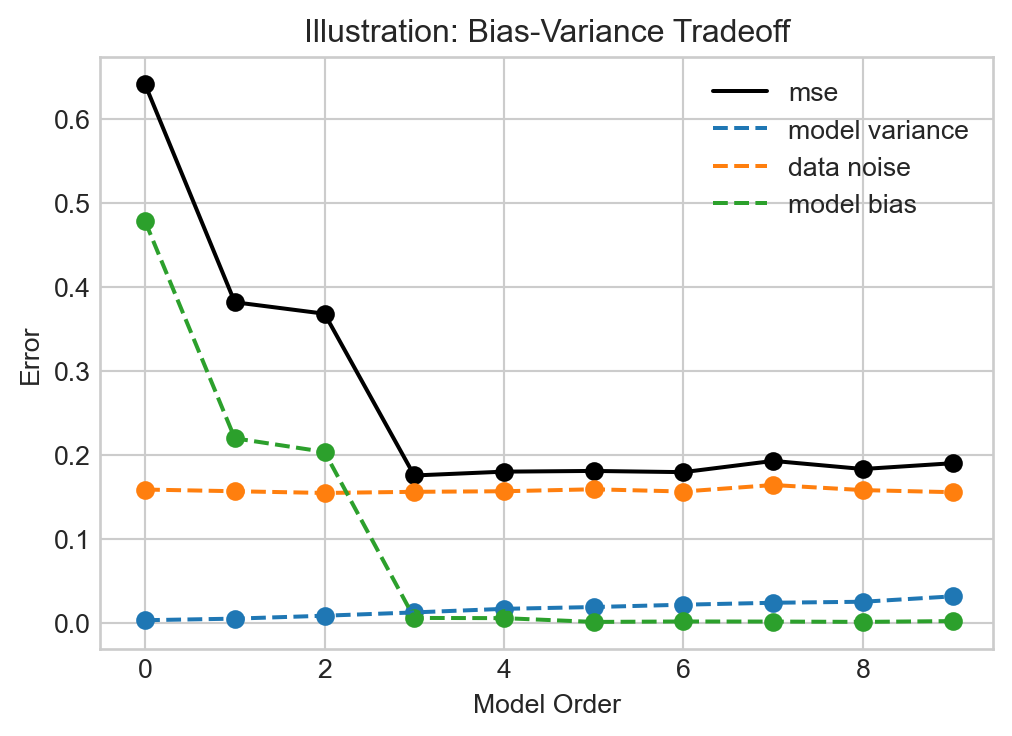 Illustration: Bias-Variance Tradeoff
mse
model variance
data noise
model bias
0.6
0.5
0.4
0.3
0.2
0.1
0.0
Error
0 2 4 6 8
Model Order